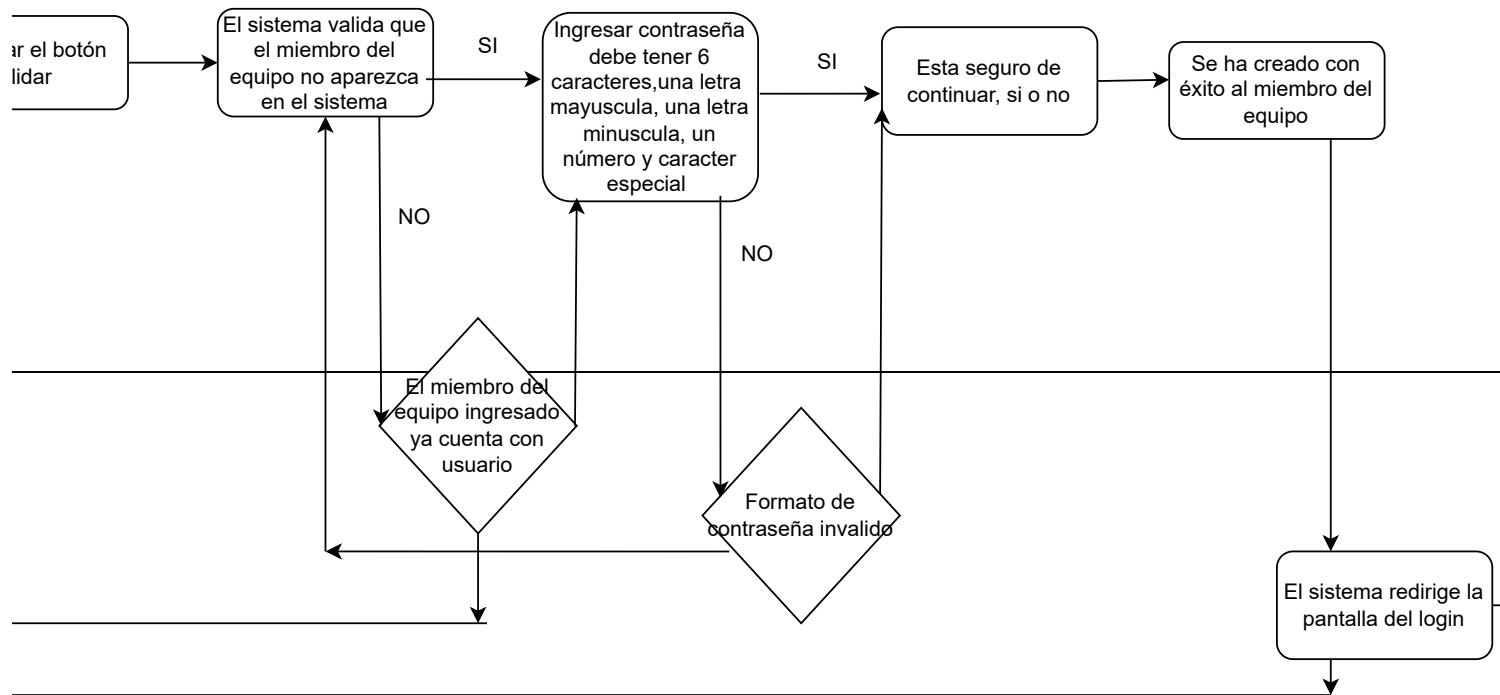 ar el botón
lidar
El sistema valida que
el miembro del
equipo no aparezca
en el sistema
SI
Ingresar contraseña
debe tener 6
caracteres,una letra
mayuscula, una letra
minuscula, un
número y caracter
especial
SI
Esta seguro de
continuar, si o no
Se ha creado con
éxito al miembro del
equipo
NO
NO
El miembro del
equipo ingresado
ya cuenta con
usuario
Formato de
contraseña invalido
El sistema redirige la
pantalla del login